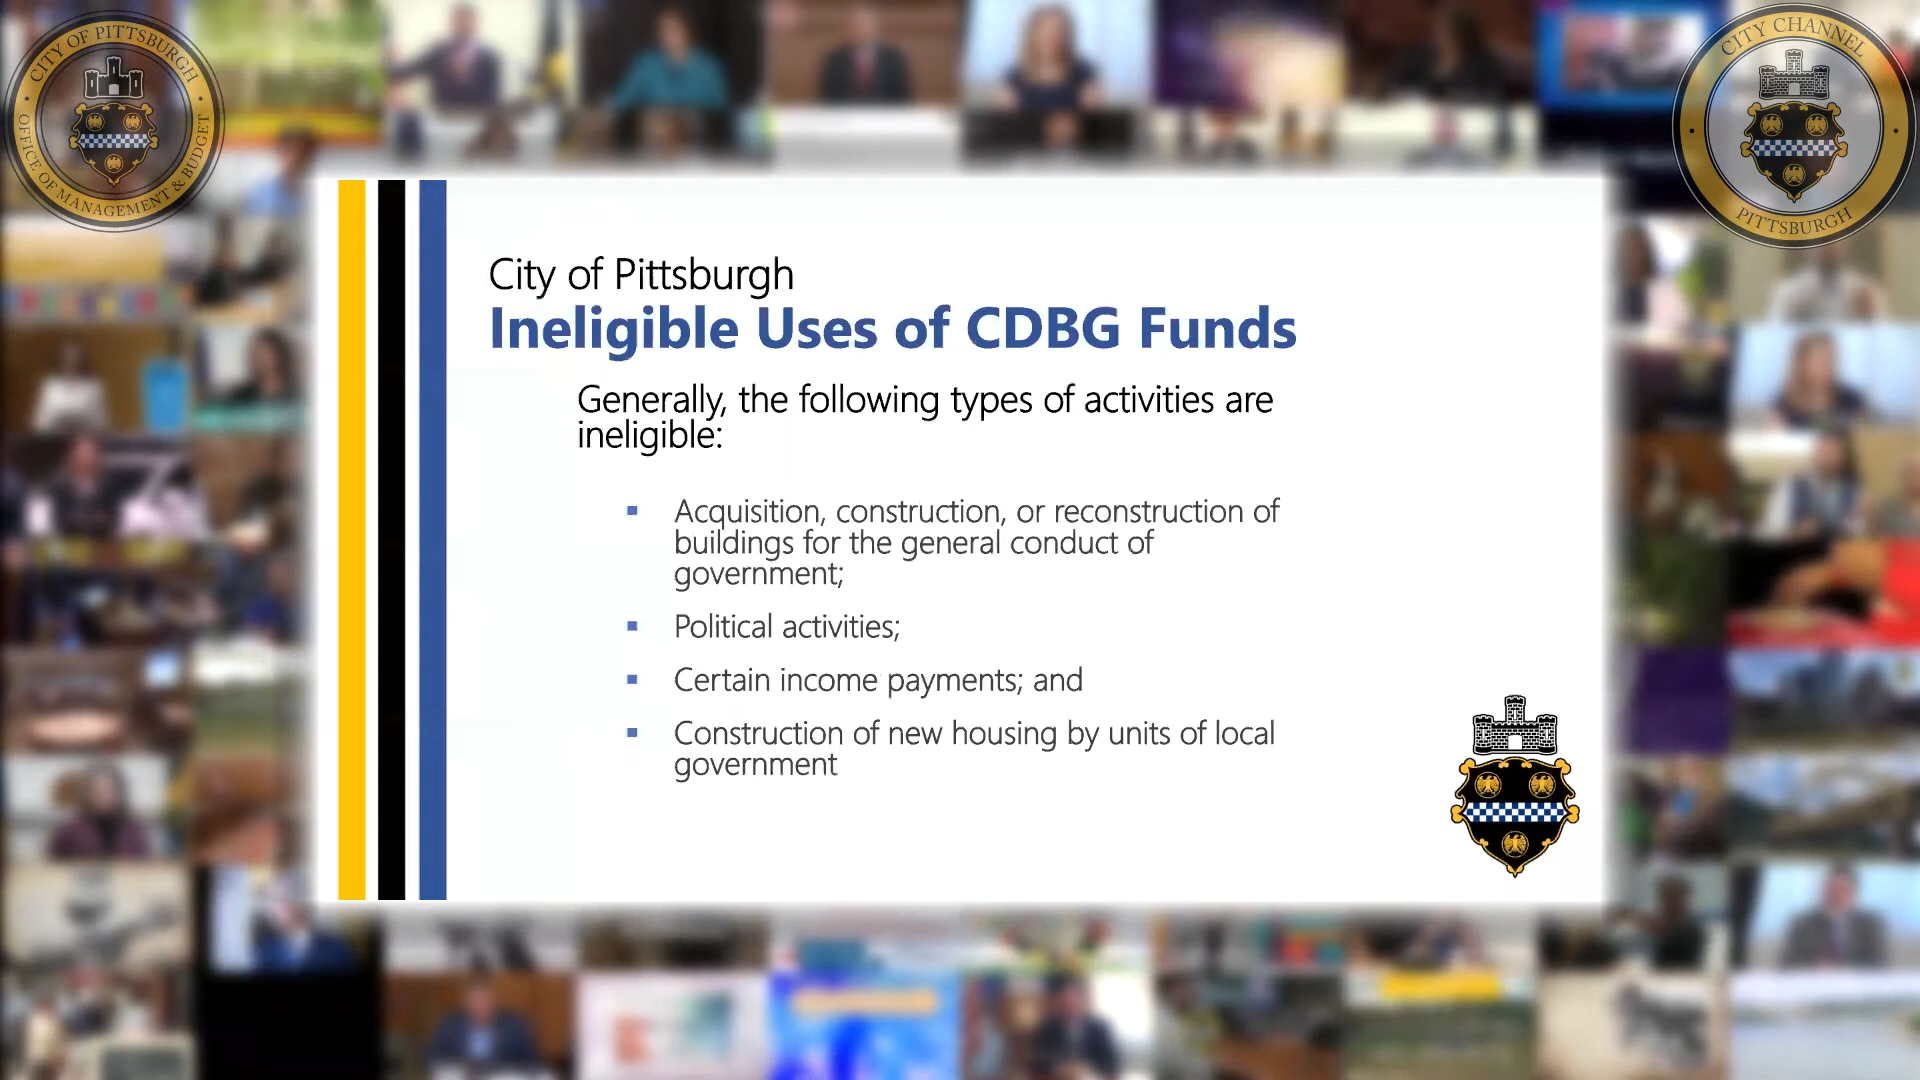 CITY OF PITTSBURGH
OFFICE OF MANAGEMENT & BUDGET
CITY CHANNEL
PITTSBURGH
City of Pittsburgh
Ineligible Uses of CDBG Funds
Generally, the following types of activities are
ineligible:
▪ Acquisition, construction, or reconstruction of
buildings for the general conduct of
government;
▪ Political activities;
▪ Certain income payments; and
▪ Construction of new housing by units of local
government